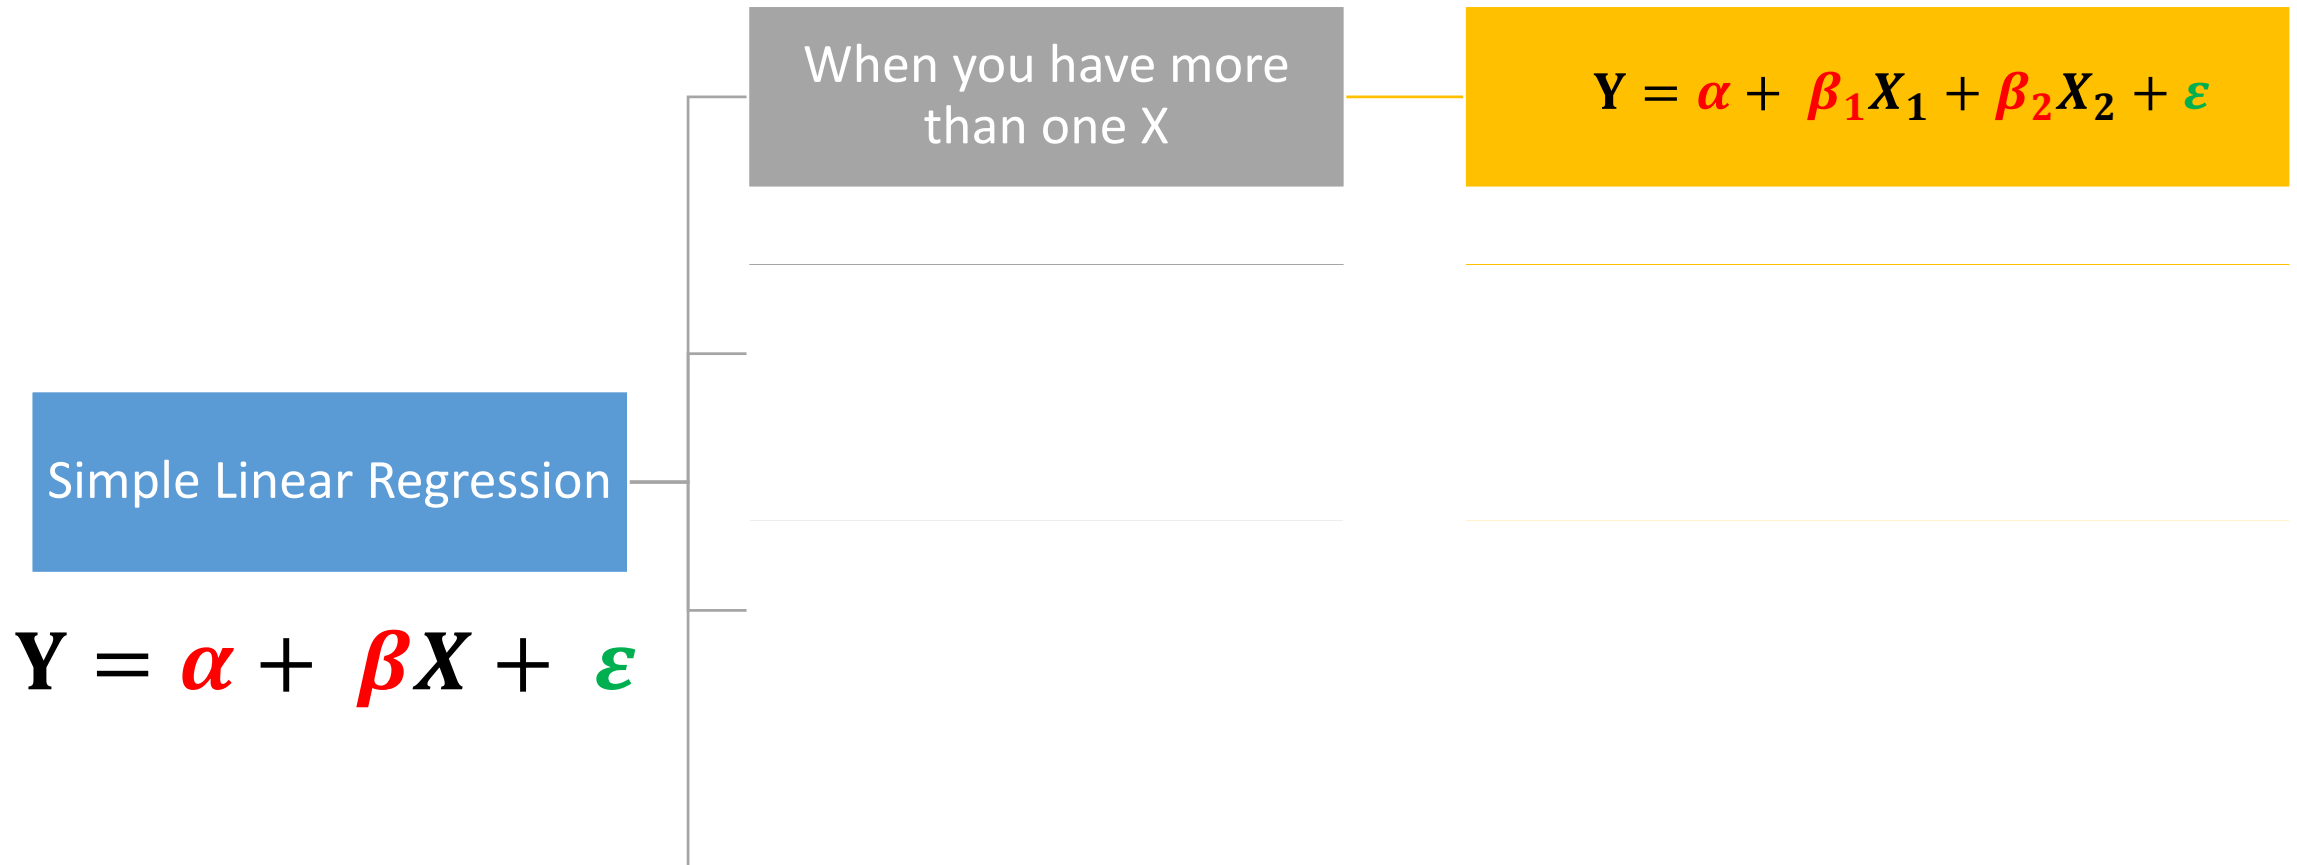 When you have more
than one X
Y = α + β₁X₁ + β₂X₂ + ε
Simple Linear Regression
Y = α + βX + ε